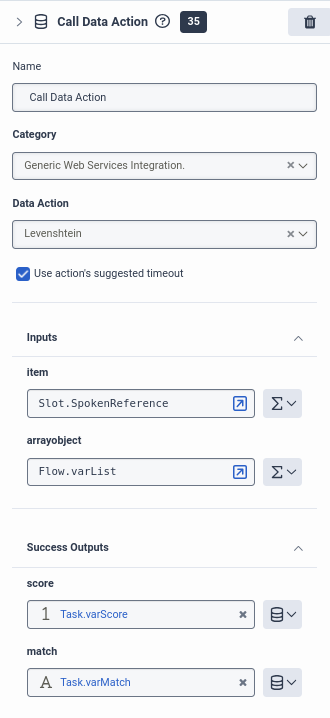 Call Data Action ? 35
Name
Call Data Action
Category
Generic Web Services Integration.
Data Action
Levenshtein
Use action's suggested timeout
Inputs
item
Slot.SpokenReference
Σ
arrayobject
Flow.varList
Σ
Success Outputs
score
1 Task.varScore
match
A Task.varMatch